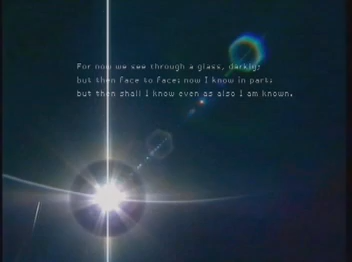 For now we see through a glass, darkly;
but then face to face: now I know in part;
but then shall I know even as also I am known.